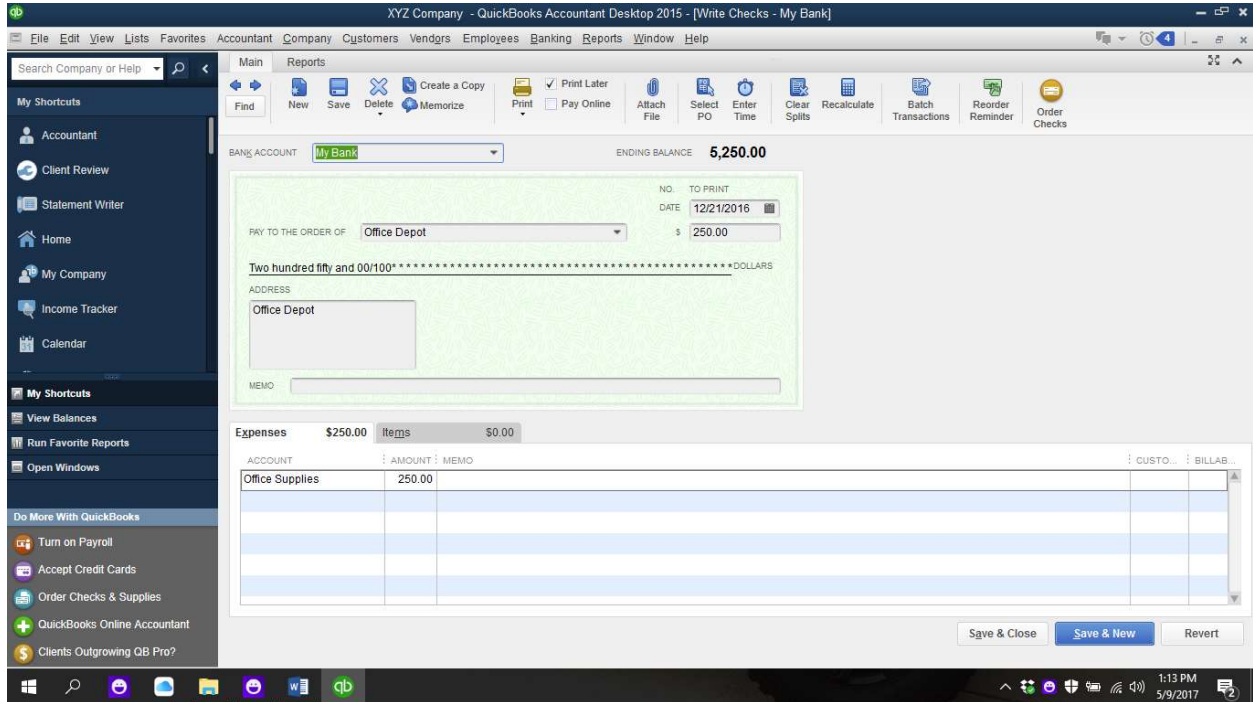 qb
XYZ Company - QuickBooks Accountant Desktop 2015 - [Write Checks - My Bank]
File Edit View Lists Favorites Accountant Company Customers Vendors Employees Banking Reports Window Help
4
Search Company or Help
Main Reports
Find
New
Save
Delete
Create a Copy
Memorize
Print
Print Later
Pay Online
Attach File
Select PO
Enter Time
Clear Splits
Recalculate
Batch Transactions
Reorder Reminder
Order Checks
My Shortcuts
Accountant
Client Review
Statement Writer
Home
My Company
Income Tracker
Calendar
My Shortcuts
View Balances
Run Favorite Reports
Open Windows
Do More With QuickBooks
Turn on Payroll
Accept Credit Cards
Order Checks & Supplies
QuickBooks Online Accountant
Clients Outgrowing QB Pro?
BANK ACCOUNT My Bank ENDING BALANCE 5,250.00
NO. TO PRINT
DATE 12/21/2016
PAY TO THE ORDER OF Office Depot $ 250.00
Two hundred fifty and 00/100* * * * * * * * * * * * * * * * * * * * * * * * * * * * * * * * * * * * * * * * * * * * * * * DOLLARS
ADDRESS
Office Depot
MEMO
Expenses $250.00 Items $0.00
ACCOUNT AMOUNT MEMO CUSTO... BILLAB...
Office Supplies 250.00
Save & Close Save & New Revert
1:13 PM
5/9/2017
2